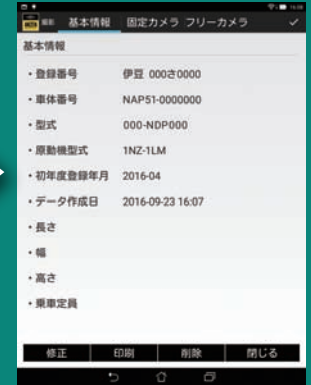 撮影 基本情報 固定カメラ フリーカメラ
基本情報
・登録番号 伊豆 000さ0000
・車体番号 NAP51-0000000
・型式 000-NDP000
・原動機型式 1NZ-1LM
・初年度登録年月 2016-04
・データ作成日 2016-09-23 16:07
・長さ
・幅
・高さ
・乗車定員
修正 印刷 削除 閉じる